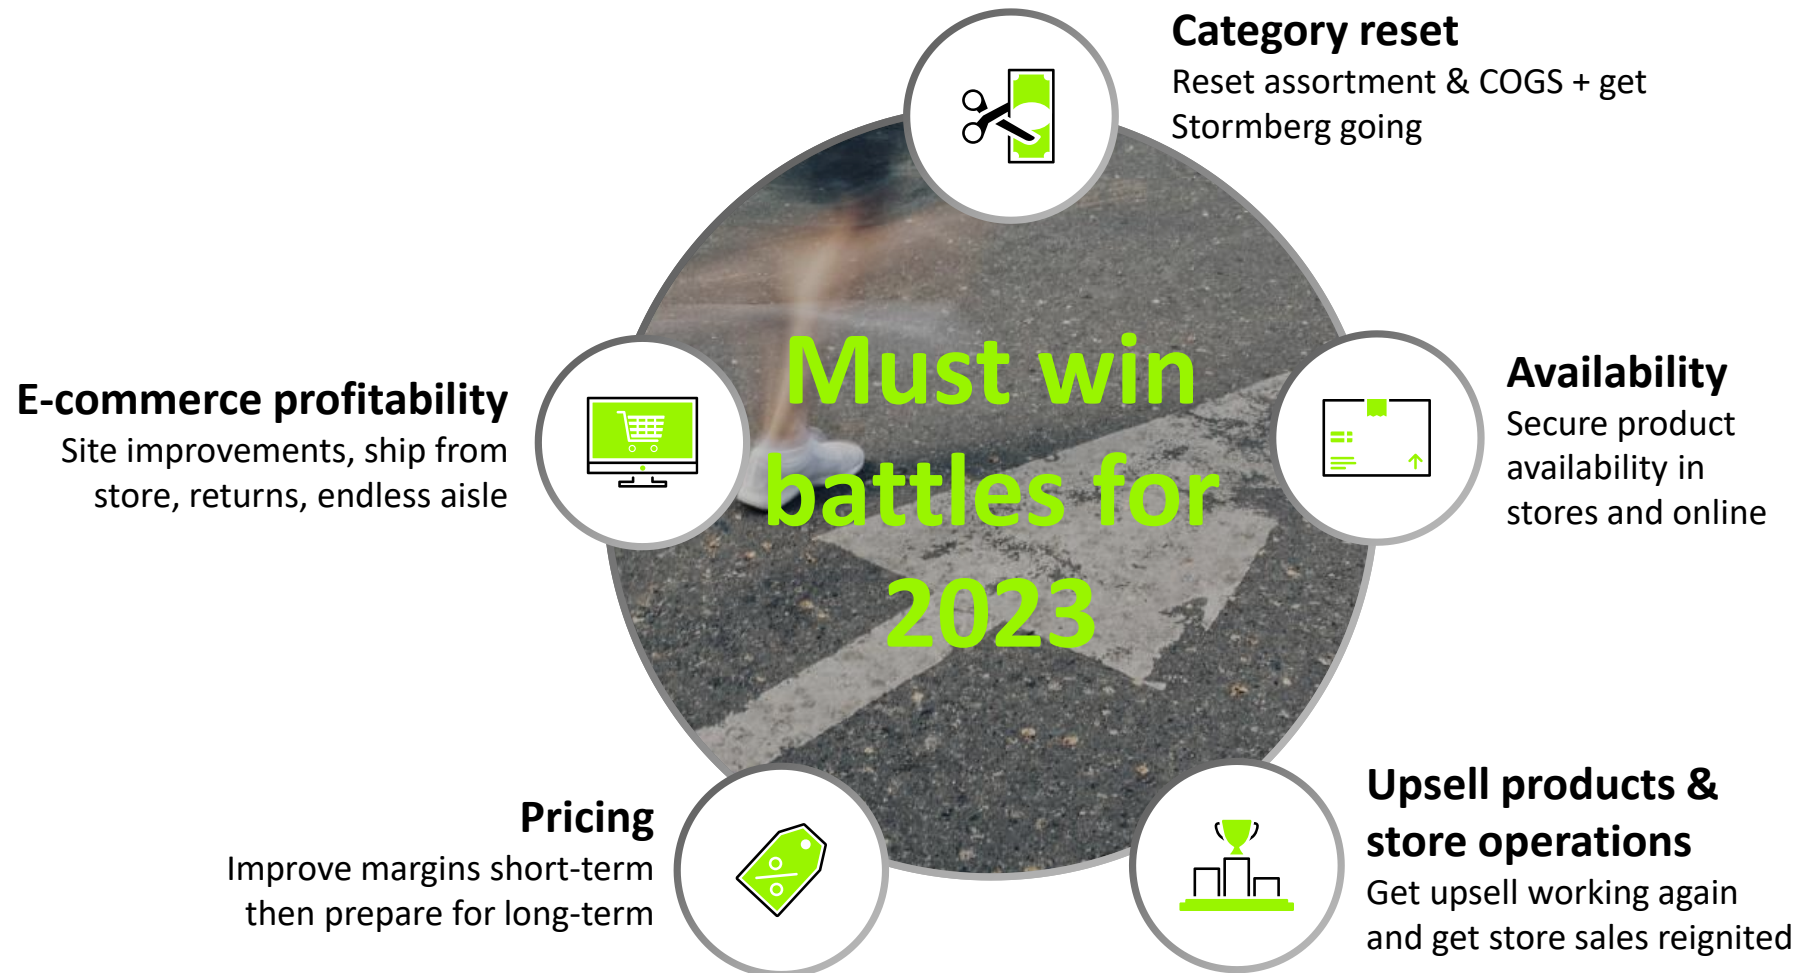 Category reset
Reset assortment & COGS + get
Stormberg going
Must win
battles for
2023
Availability
Secure product
availability in
stores and online
Upsell products &
store operations
Get upsell working again
and get store sales reignited
Pricing
Improve margins short-term
then prepare for long-term
E-commerce profitability
Site improvements, ship from
store, returns, endless aisle